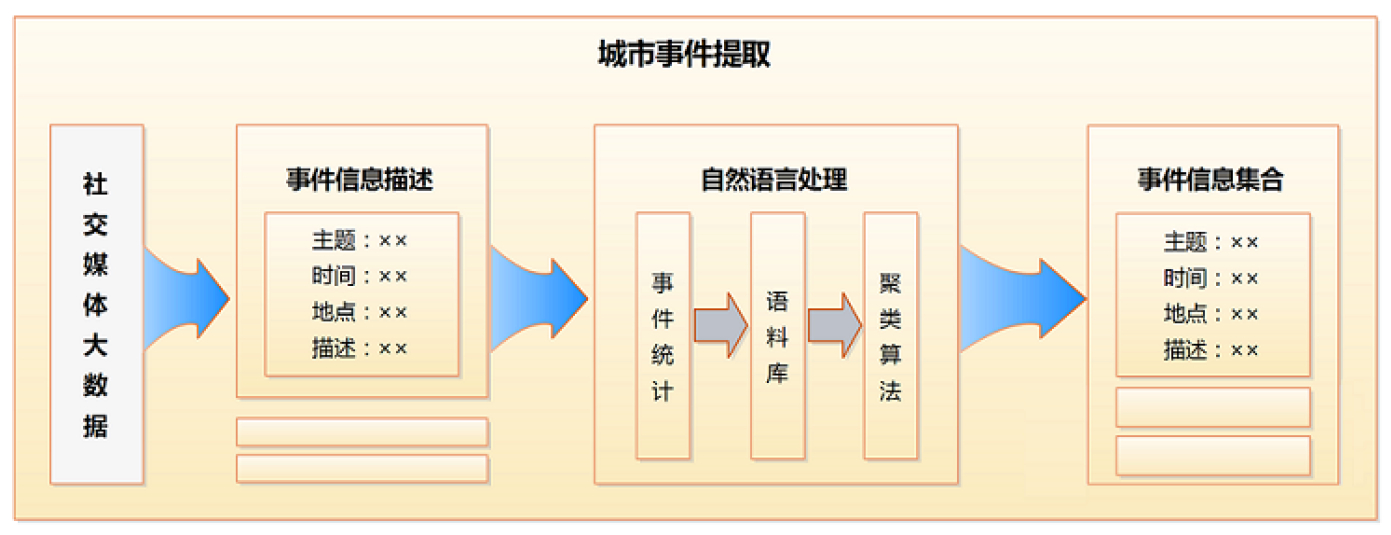 城市事件提取
社交媒体大数据
事件信息描述
主题：××
时间：××
地点：××
描述：××
自然语言处理
事件统计
语料库
聚类算法
事件信息集合
主题：××
时间：××
地点：××
描述：××